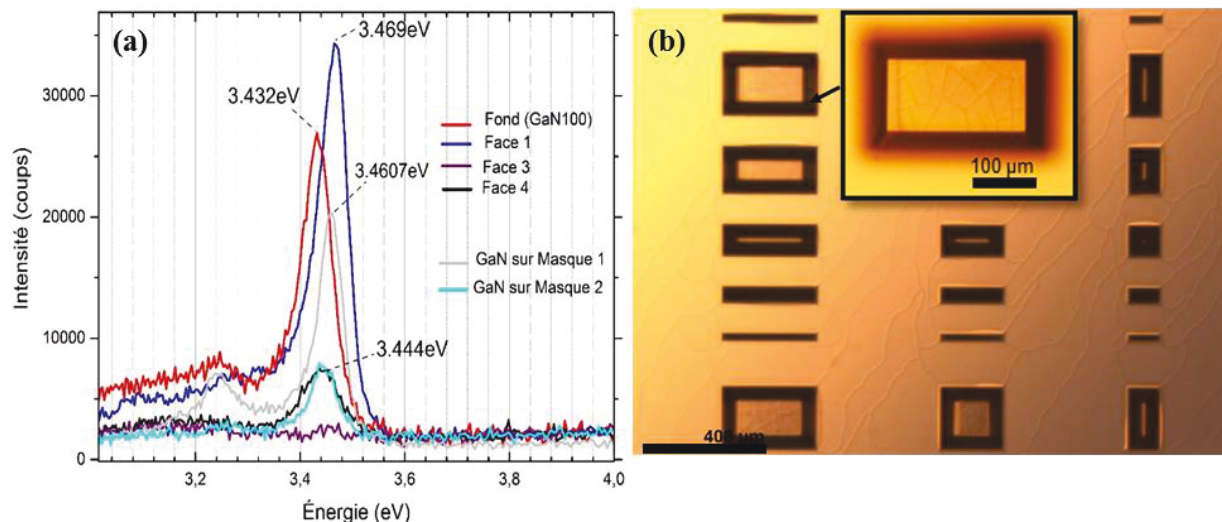 (a)
3.469eV
3.432eV
3.4607eV
3.444eV
Fond (GaN100)
Face 1
Face 3
Face 4
GaN sur Masque 1
GaN sur Masque 2
Intensité (coups)
30000
20000
10000
0
3,2
3,4
3,6
3,8
4,0
Énergie (eV)
(b)
100 µm
400 µm